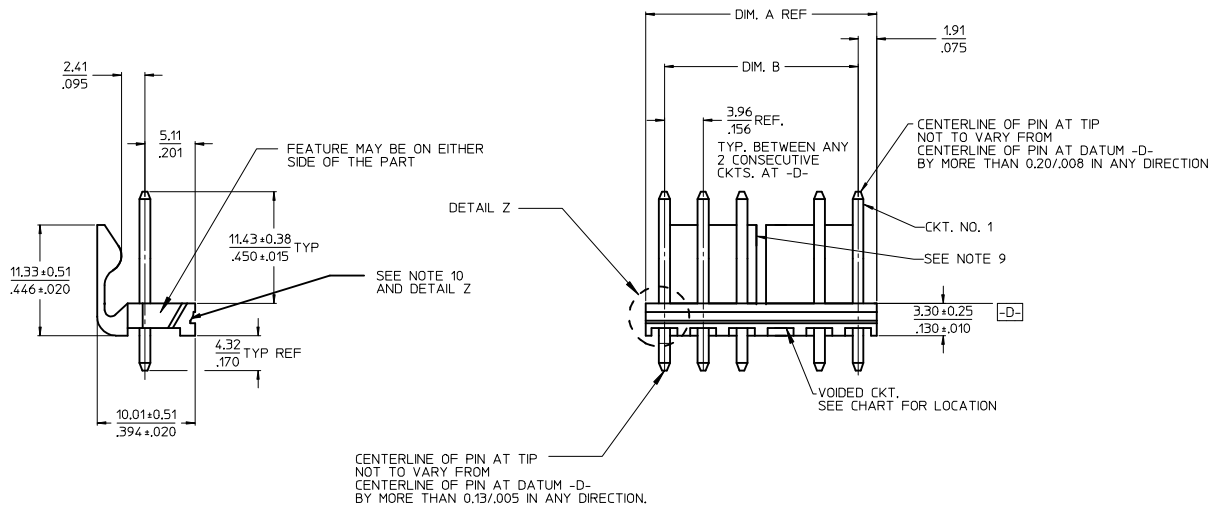 DIM. A REF
1.91
.075
2.41
.095
DIM. B
5.11
.201
3.96
.156
REF.
TYP. BETWEEN ANY
2 CONSECUTIVE
CKTS. AT -D-
CENTERLINE OF PIN AT TIP
NOT TO VARY FROM
CENTERLINE OF PIN AT DATUM -D-
BY MORE THAN 0.20/.008 IN ANY DIRECTION
FEATURE MAY BE ON EITHER
SIDE OF THE PART
DETAIL Z
CKT. NO. 1
11.43±0.38
.450±.015
TYP
SEE NOTE 9
11.33±0.51
.446±.020
SEE NOTE 10
AND DETAIL Z
3.30±0.25
.130±.010
-D-
4.32
.170
TYP REF
VOIDED CKT.
SEE CHART FOR LOCATION
10.01±0.51
.394±.020
CENTERLINE OF PIN AT TIP
NOT TO VARY FROM
CENTERLINE OF PIN AT DATUM -D-
BY MORE THAN 0.13/.005 IN ANY DIRECTION.